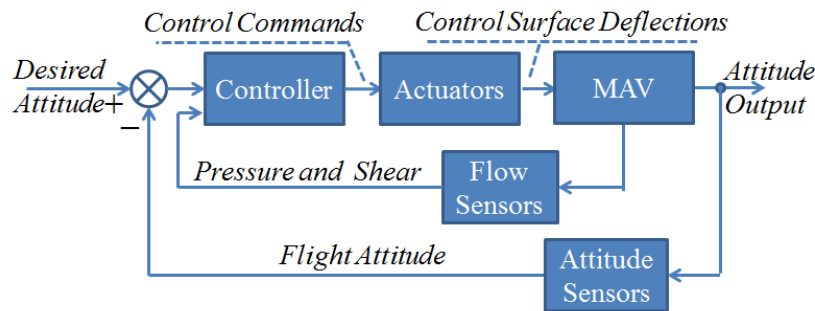 Control Commands
Control Surface Deflections
Desired
Attitude+
−
Controller
Actuators
MAV
Attitude
Output
Pressure and Shear
Flow
Sensors
Flight Attitude
Attitude
Sensors